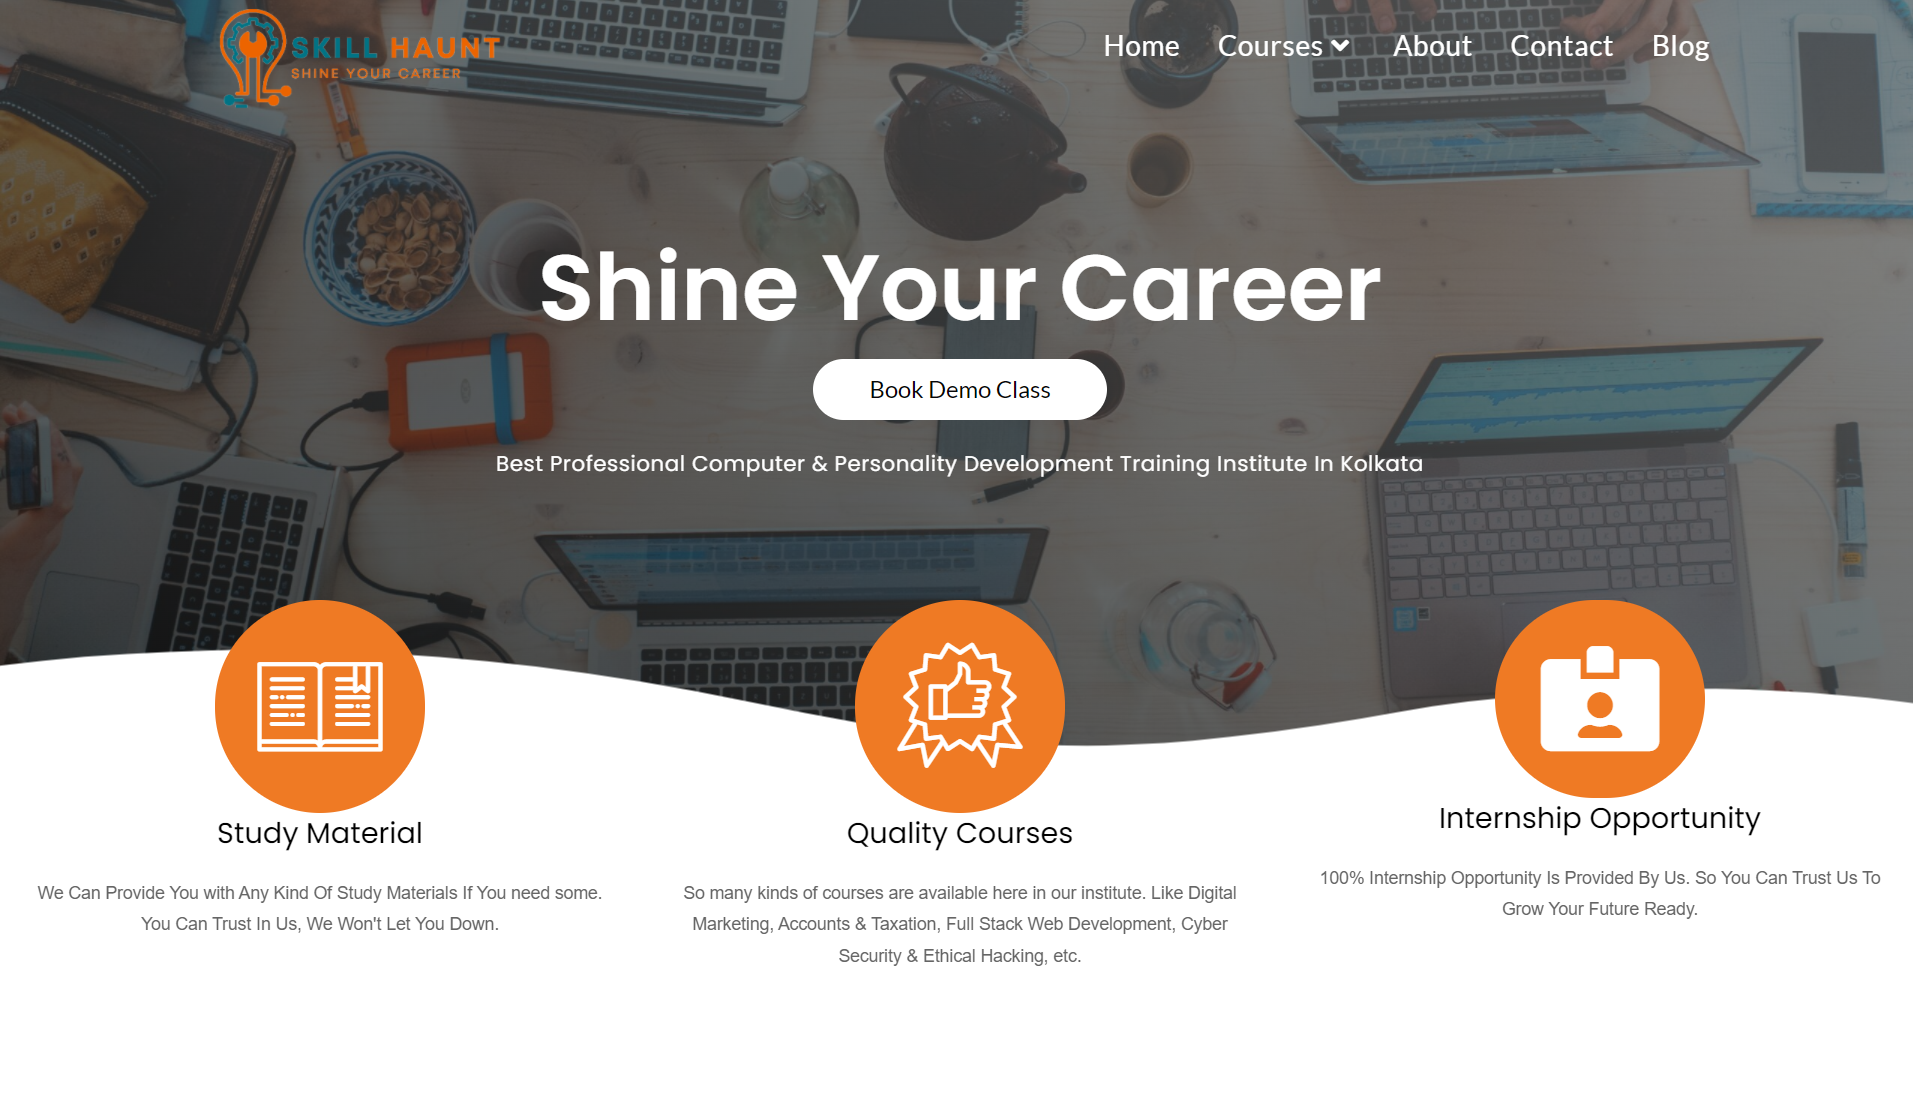 SKILL HAUNT
SHINE YOUR CAREER
Home Courses About Contact Blog
Shine Your Career
Book Demo Class
Best Professional Computer & Personality Development Training Institute In Kolkata
Study Material
We Can Provide You with Any Kind Of Study Materials If You need some.
You Can Trust In Us, We Won't Let You Down.
Quality Courses
So many kinds of courses are available here in our institute. Like Digital
Marketing, Accounts & Taxation, Full Stack Web Development, Cyber
Security & Ethical Hacking, etc.
Internship Opportunity
100% Internship Opportunity Is Provided By Us. So You Can Trust Us To
Grow Your Future Ready.